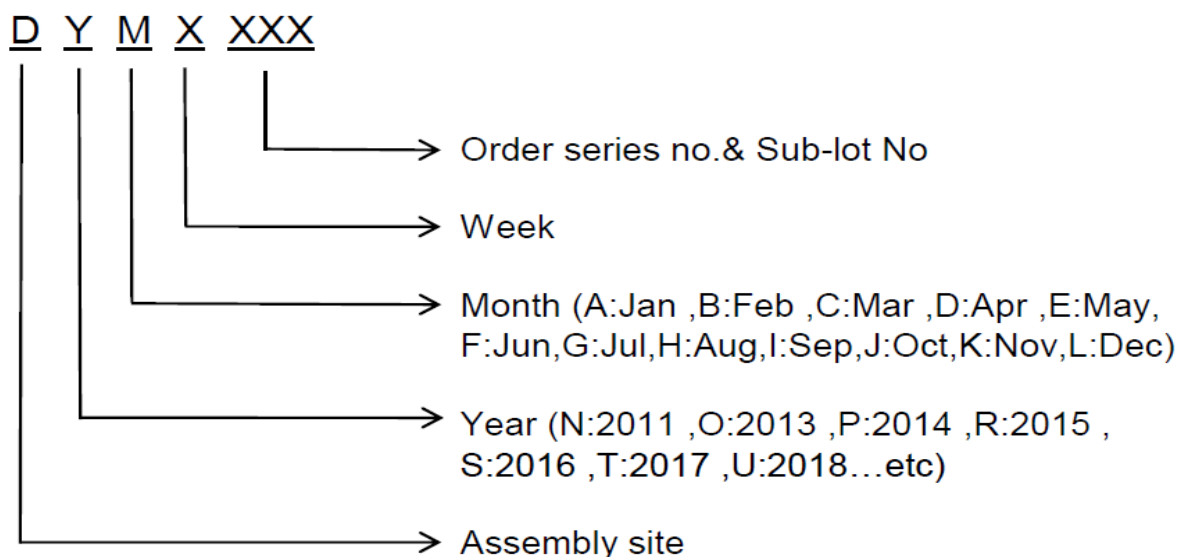 D Y M X XXX
Order series no.& Sub-lot No
Week
Month (A:Jan ,B:Feb ,C:Mar ,D:Apr ,E:May,
F:Jun,G:Jul,H:Aug,I:Sep,J:Oct,K:Nov,L:Dec)
Year (N:2011 ,O:2013 ,P:2014 ,R:2015 ,
S:2016 ,T:2017 ,U:2018...etc)
Assembly site